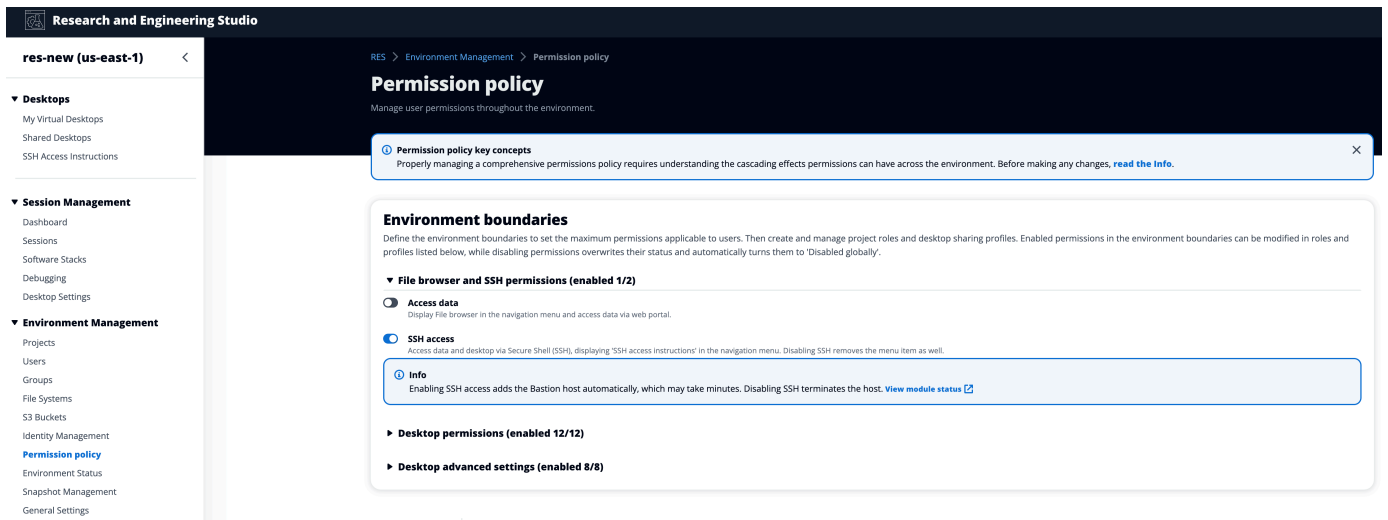 Research and Engineering Studio
res-new (us-east-1)
Desktops
My Virtual Desktops
Shared Desktops
SSH Access Instructions
Session Management
Dashboard
Sessions
Software Stacks
Debugging
Desktop Settings
Environment Management
Projects
Users
Groups
File Systems
S3 Buckets
Identity Management
Permission policy
Environment Status
Snapshot Management
General Settings
RES > Environment Management > Permission policy
Permission policy
Manage user permissions throughout the environment.
Permission policy key concepts
Properly managing a comprehensive permissions policy requires understanding the cascading effects permissions can have across the environment. Before making any changes, read the Info.
Environment boundaries
Define the environment boundaries to set the maximum permissions applicable to users. Then create and manage project roles and desktop sharing profiles. Enabled permissions in the environment boundaries can be modified in roles and
profiles listed below, while disabling permissions overwrites their status and automatically turns them to 'Disabled globally'.
File browser and SSH permissions (enabled 1/2)
Access data
Display File browser in the navigation menu and access data via web portal.
SSH access
Access data and desktop via Secure Shell (SSH), displaying 'SSH access instructions' in the navigation menu. Disabling SSH removes the menu item as well.
Info
Enabling SSH access adds the Bastion host automatically, which may take minutes. Disabling SSH terminates the host. View module status
Desktop permissions (enabled 12/12)
Desktop advanced settings (enabled 8/8)